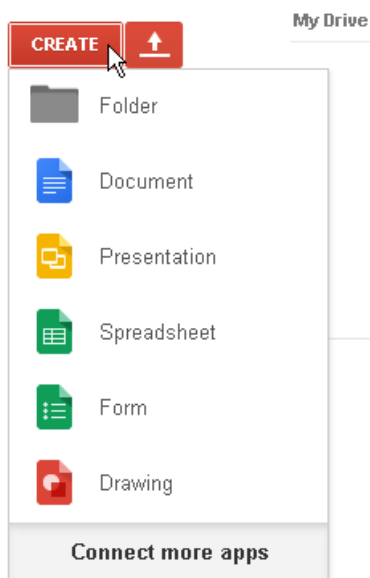 My Drive
CREATE
Folder
Document
Presentation
Spreadsheet
Form
Drawing
Connect more apps